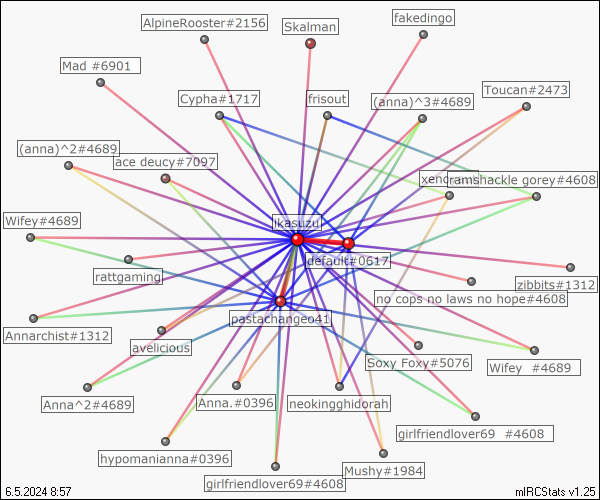 AlpineRooster#2156
Skalman
fakedingo
Mad #6901
Toucan#2473
Cypha#1717
frisout
(anna)^3#4689
(anna)^2#4689
ace deucy#7097
ramshackle gorey#4608
Wifey#4689
ikasuzu
default#0617
rattgaming
zibbits#1312
no cops no laws no hope#4608
pastachangeo41
Annarchist#1312
avelicious
Soxy Foxy#5076
Wifey #4689
Anna^2#4689
Anna.#0396
neokingghidorah
girlfriendlover69 #4608
hypomanianna#0396
Mushy#1984
girlfriendlover69#4608
6.5.2024 8:57
mIRCStats v1.25